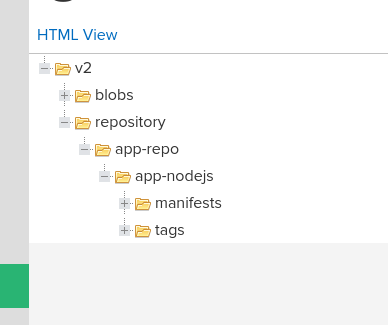 HTML View
v2
blobs
repository
app-repo
app-nodejs
manifests
tags